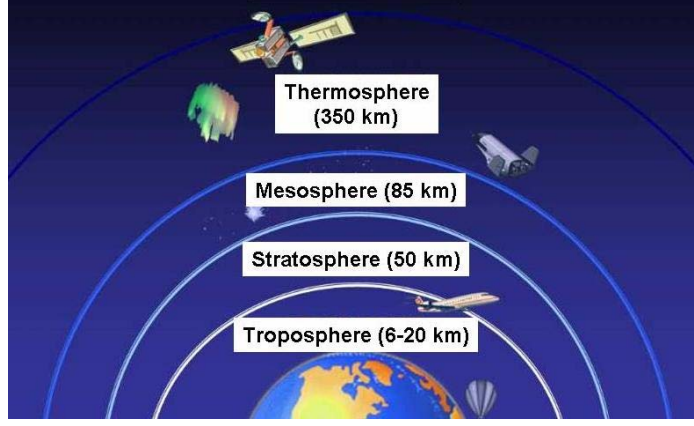 Thermosphere
(350 km)
Mesosphere (85 km)
Stratosphere (50 km)
Troposphere (6-20 km)